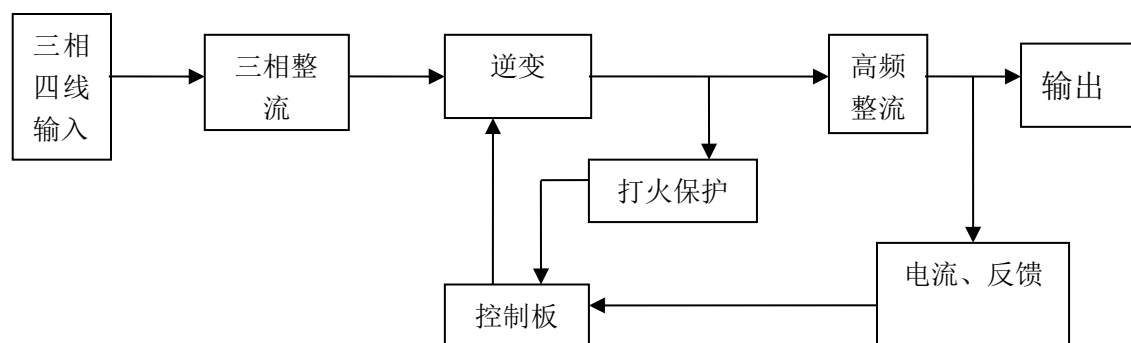 三相
四线
输入
三相整
流
逆变
高频
整流
输出
打火保护
电流、反馈
控制板